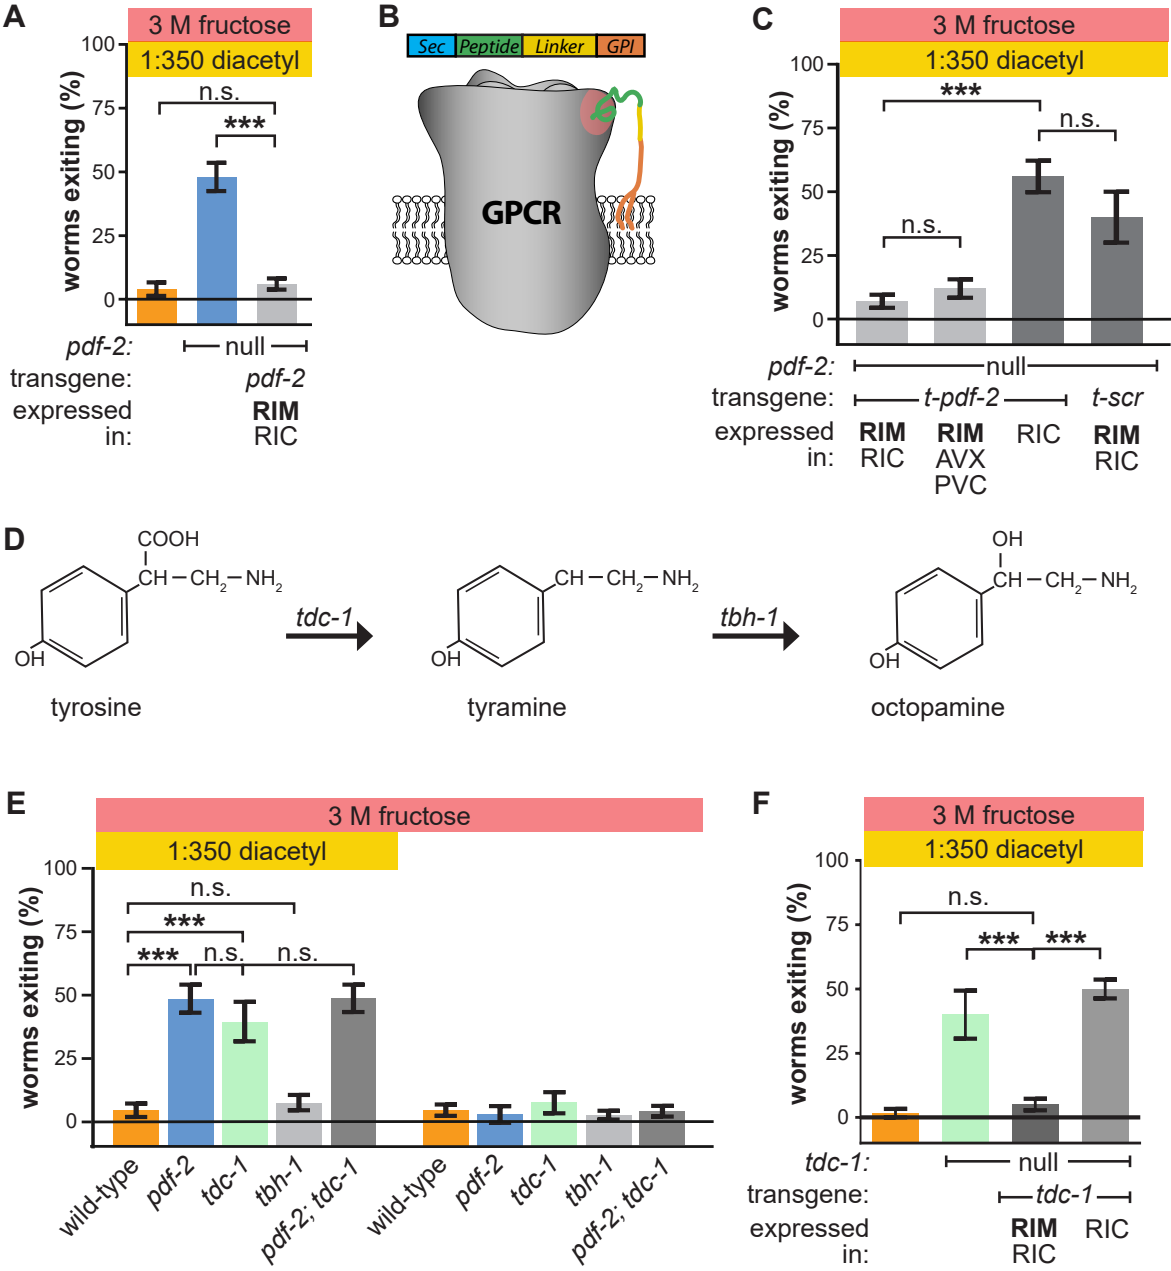 A
3 M fructose
1:350 diacetyl
worms exiting (%)
100
75
50
25
0
n.s.
***
pdf-2: null
transgene: pdf-2
expressed RIM
in: RIC
B
Sec Peptide Linker GPI
GPCR
C
3 M fructose
1:350 diacetyl
worms exiting (%)
100
75
50
25
0
***
n.s.
n.s.
pdf-2: null
transgene: t-pdf-2 t-scr
expressed RIM RIM RIC RIM
in: RIC AVX RIC
PVC
D
COOH
CH CH2 NH2
OH
tyrosine
tdc-1
CH CH2 NH2
OH
tyramine
tbh-1
OH
CH CH2 NH2
OH
octopamine
E
3 M fructose
1:350 diacetyl
worms exiting (%)
100
75
50
25
0
n.s.
***
*** n.s. n.s.
wild-type pdf-2 tdc-1 tbh-1 pdf-2; tdc-1 wild-type pdf-2 tdc-1 tbh-1 pdf-2; tdc-1
F
3 M fructose
1:350 diacetyl
worms exiting (%)
100
75
50
25
0
n.s.
*** ***
tdc-1: null
transgene: tdc-1
expressed RIM RIC
in: RIC